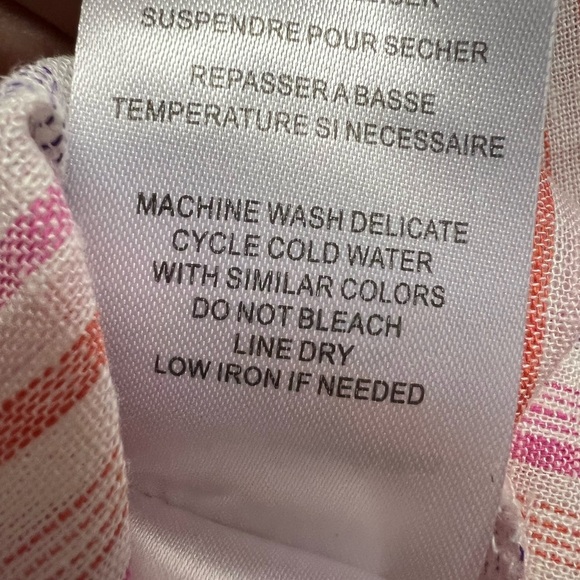 SUSPENDRE POUR SECHER
REPASSER A BASSE
TEMPERATURE SI NECESSAIRE
MACHINE WASH DELICATE
CYCLE COLD WATER
WITH SIMILAR COLORS
DO NOT BLEACH
LINE DRY
LOW IRON IF NEEDED